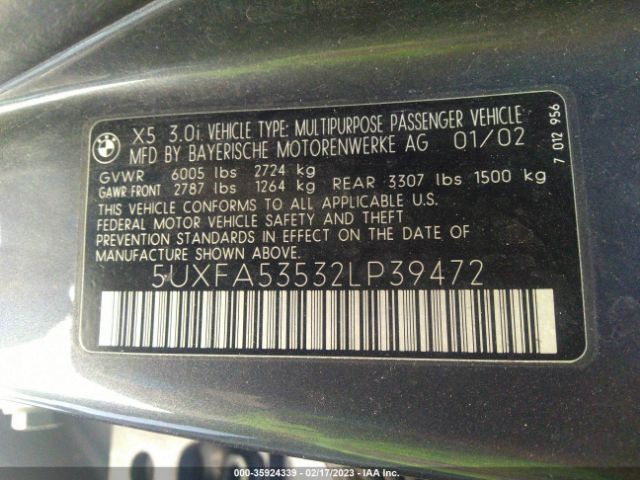 BMW
X5 3.0i VEHICLE TYPE: MULTIPURPOSE PASSENGER VEHICLE
MFD BY BAYERISCHE MOTORENWERKE AG 01/02
GVWR 6005 lbs 2724 kg
GAWR FRONT 2787 lbs 1264 kg REAR 3307 lbs 1500 kg
THIS VEHICLE CONFORMS TO ALL APPLICABLE U.S.
FEDERAL MOTOR VEHICLE SAFETY AND THEFT
PREVENTION STANDARDS IN EFFECT ON THE DATE OF
MANUFACTURE SHOWN ABOVE.
5UXFA53532LP39472
7 012 956
000-35924339 - 02/17/2023 - IAA Inc.